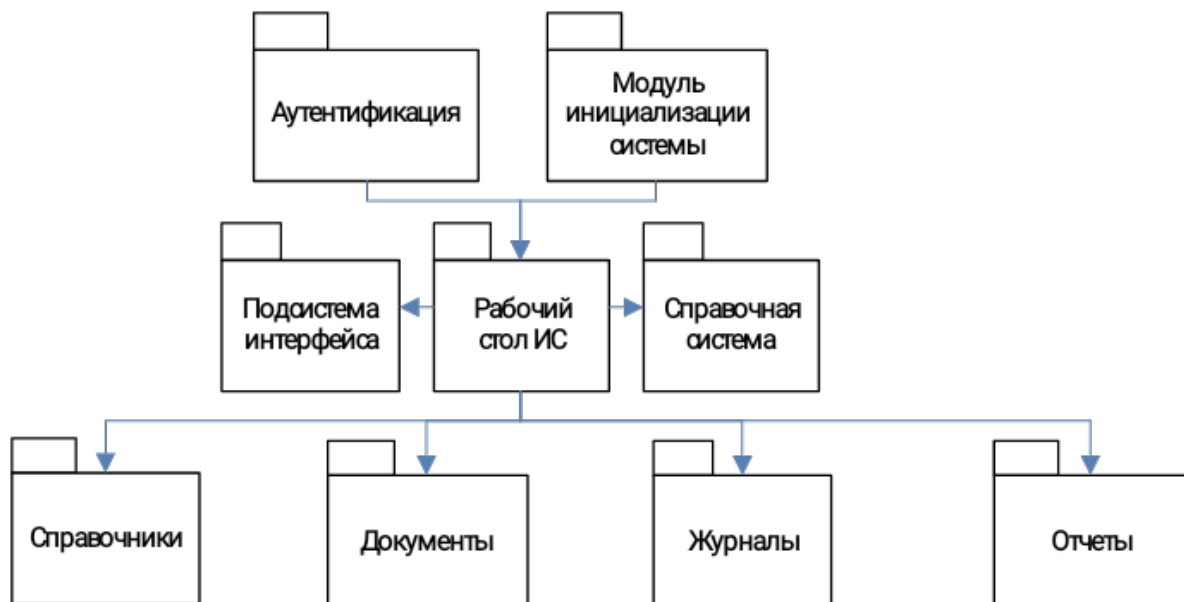 Аутентификация
Модуль
инициализации
системы
Подсистема
интерфейса
Рабочий
стол ИС
Справочная
система
Справочники
Документы
Журналы
Отчеты